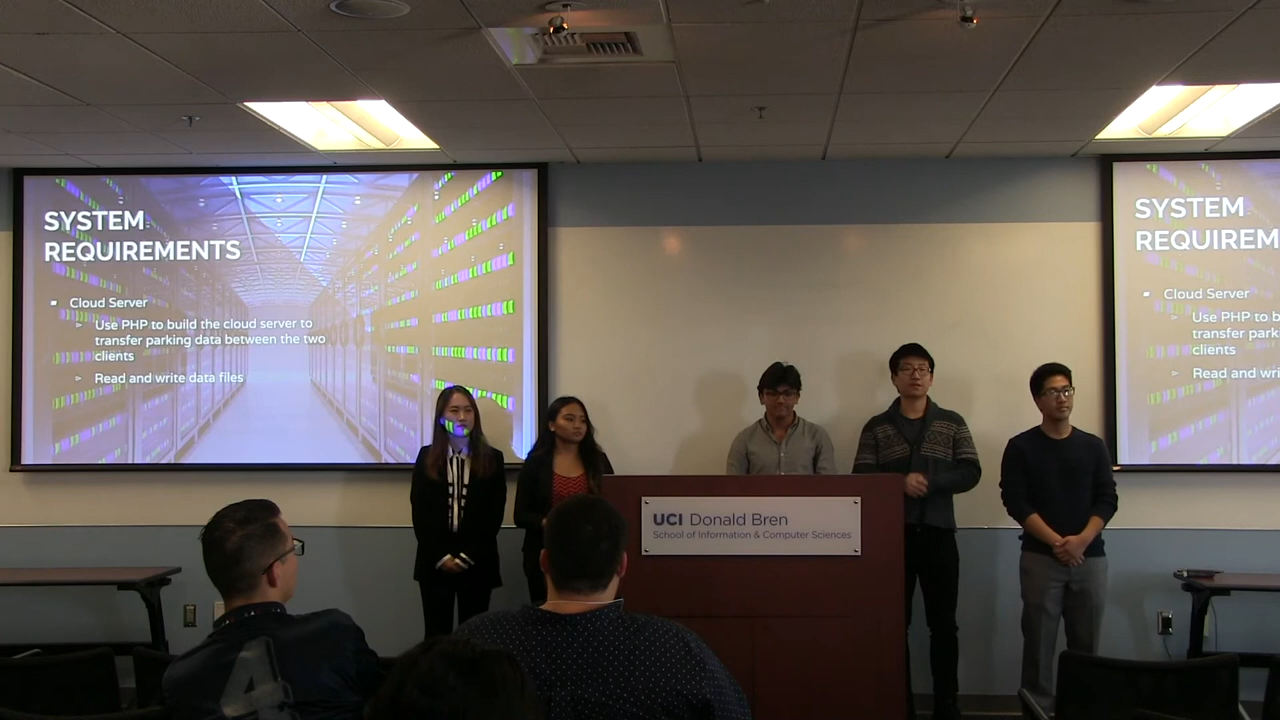 SYSTEM
REQUIREMENTS
Cloud Server
Use PHP to build the cloud server to
transfer parking data between the two
clients
Read and write data files
UCI Donald Bren
School of Information & Computer Sciences
SYSTEM
REQUIREM
Cloud Server
Use PHP to b
transfer park
clients
Read and wri
A